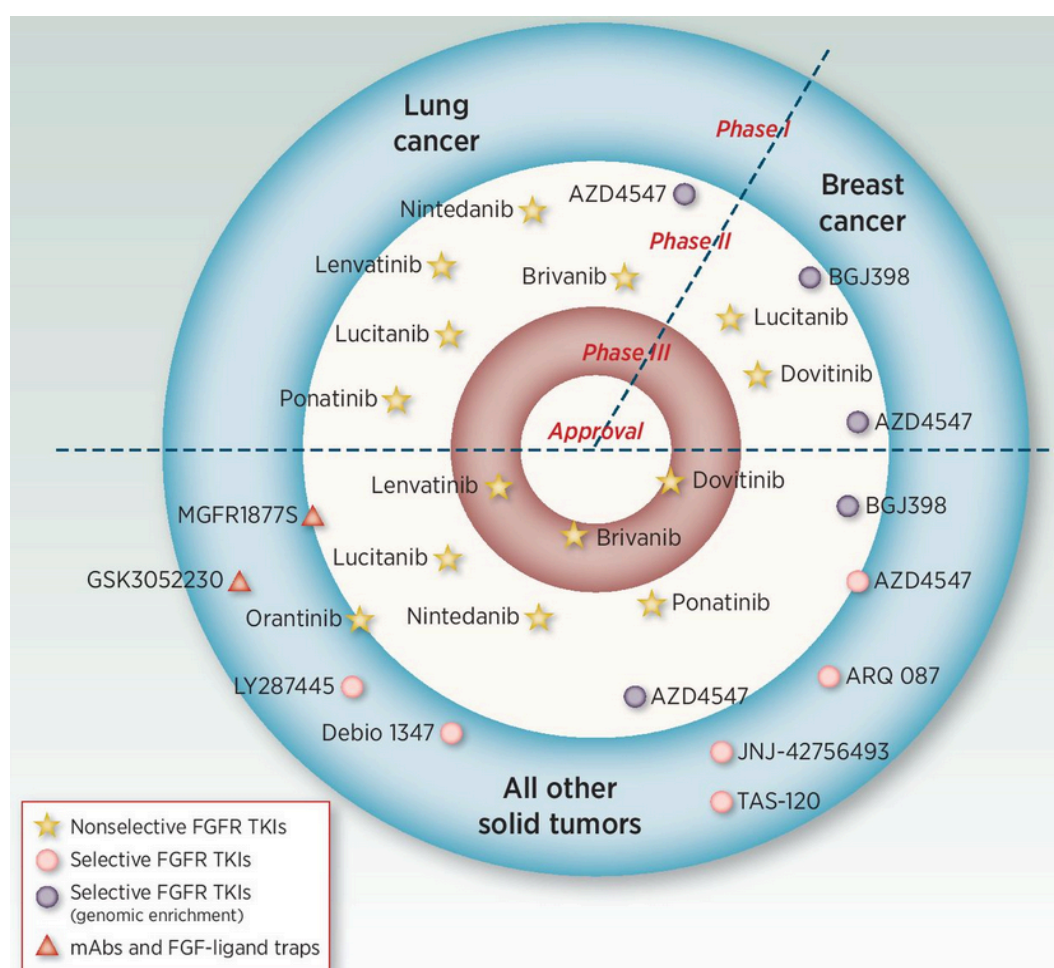 Lung
cancer
Phase I
Breast
cancer
AZD4547
Nintedanib
Phase II
Lenvatinib
Brivanib
BGJ398
Lucitanib
Lucitanib
Phase III
Dovitinib
Ponatinib
AZD4547
Approval
Lenvatinib
Dovitinib
BGJ398
MGFR1877S
Brivanib
Lucitanib
GSK3052230
AZD4547
Ponatinib
Orantinib
Nintedanib
ARQ 087
LY287445
AZD4547
Debio 1347
JNJ-42756493
All other
solid tumors
TAS-120
Nonselective FGFR TKIs
Selective FGFR TKIs
Selective FGFR TKIs
(genomic enrichment)
mAbs and FGF-ligand traps